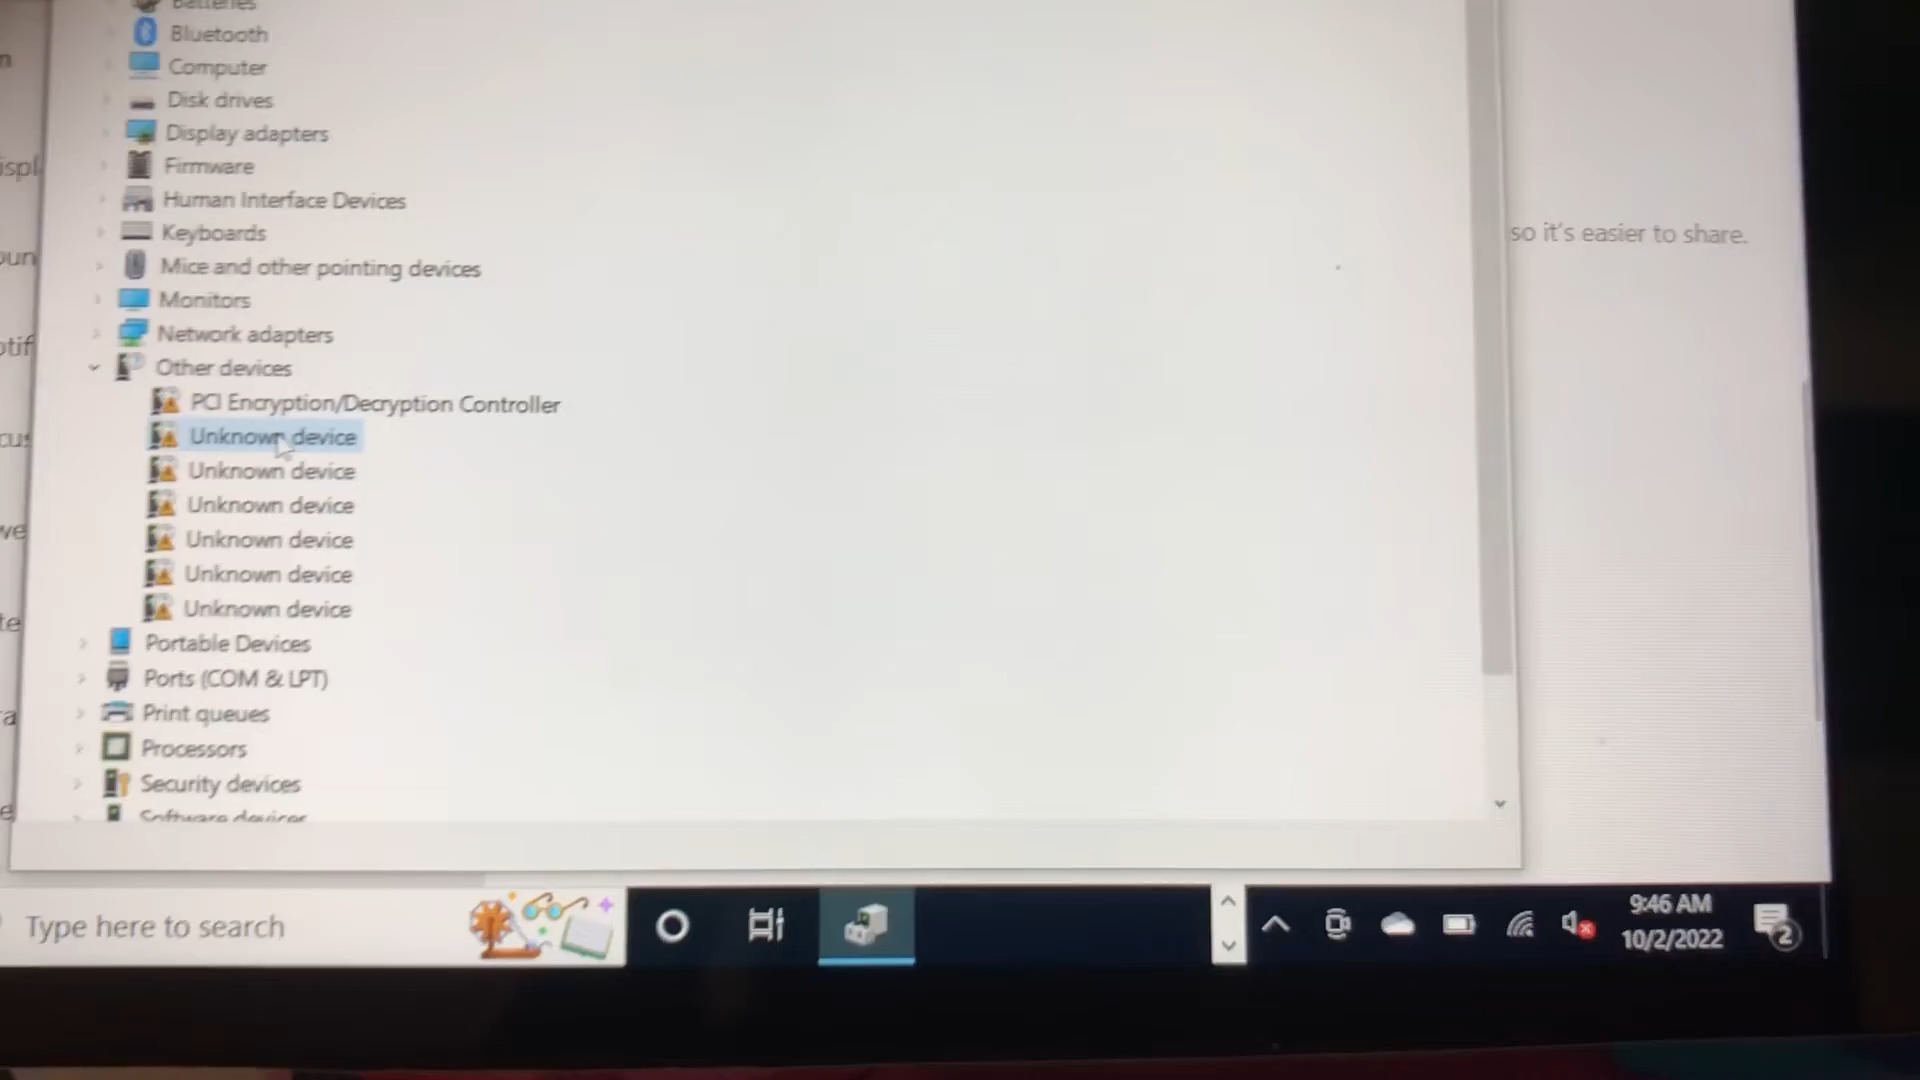 Batteries
Bluetooth
Computer
Disk drives
Display adapters
Firmware
Human Interface Devices
Keyboards
Mice and other pointing devices
Monitors
Network adapters
Other devices
PCI Encryption/Decryption Controller
Unknown device
Unknown device
Unknown device
Unknown device
Unknown device
Unknown device
Portable Devices
Ports (COM & LPT)
Print queues
Processors
Security devices
Software devices
so it's easier to share.
Type here to search
9:46 AM
10/2/2022
2